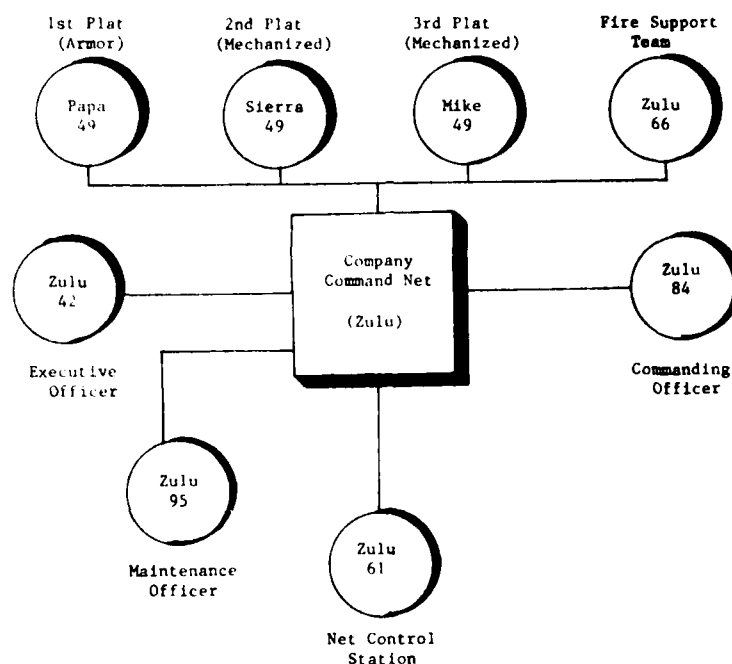 1st Plat
(Armor)
2nd Plat
(Mechanized)
3rd Plat
(Mechanized)
Fire Support
Team
Papa
49
Sierra
49
Mike
49
Zulu
66
Company
Command Net
(Zulu)
Zulu
42
Executive
Officer
Zulu
84
Commanding
Officer
Zulu
95
Maintenance
Officer
Zulu
61
Net Control
Station